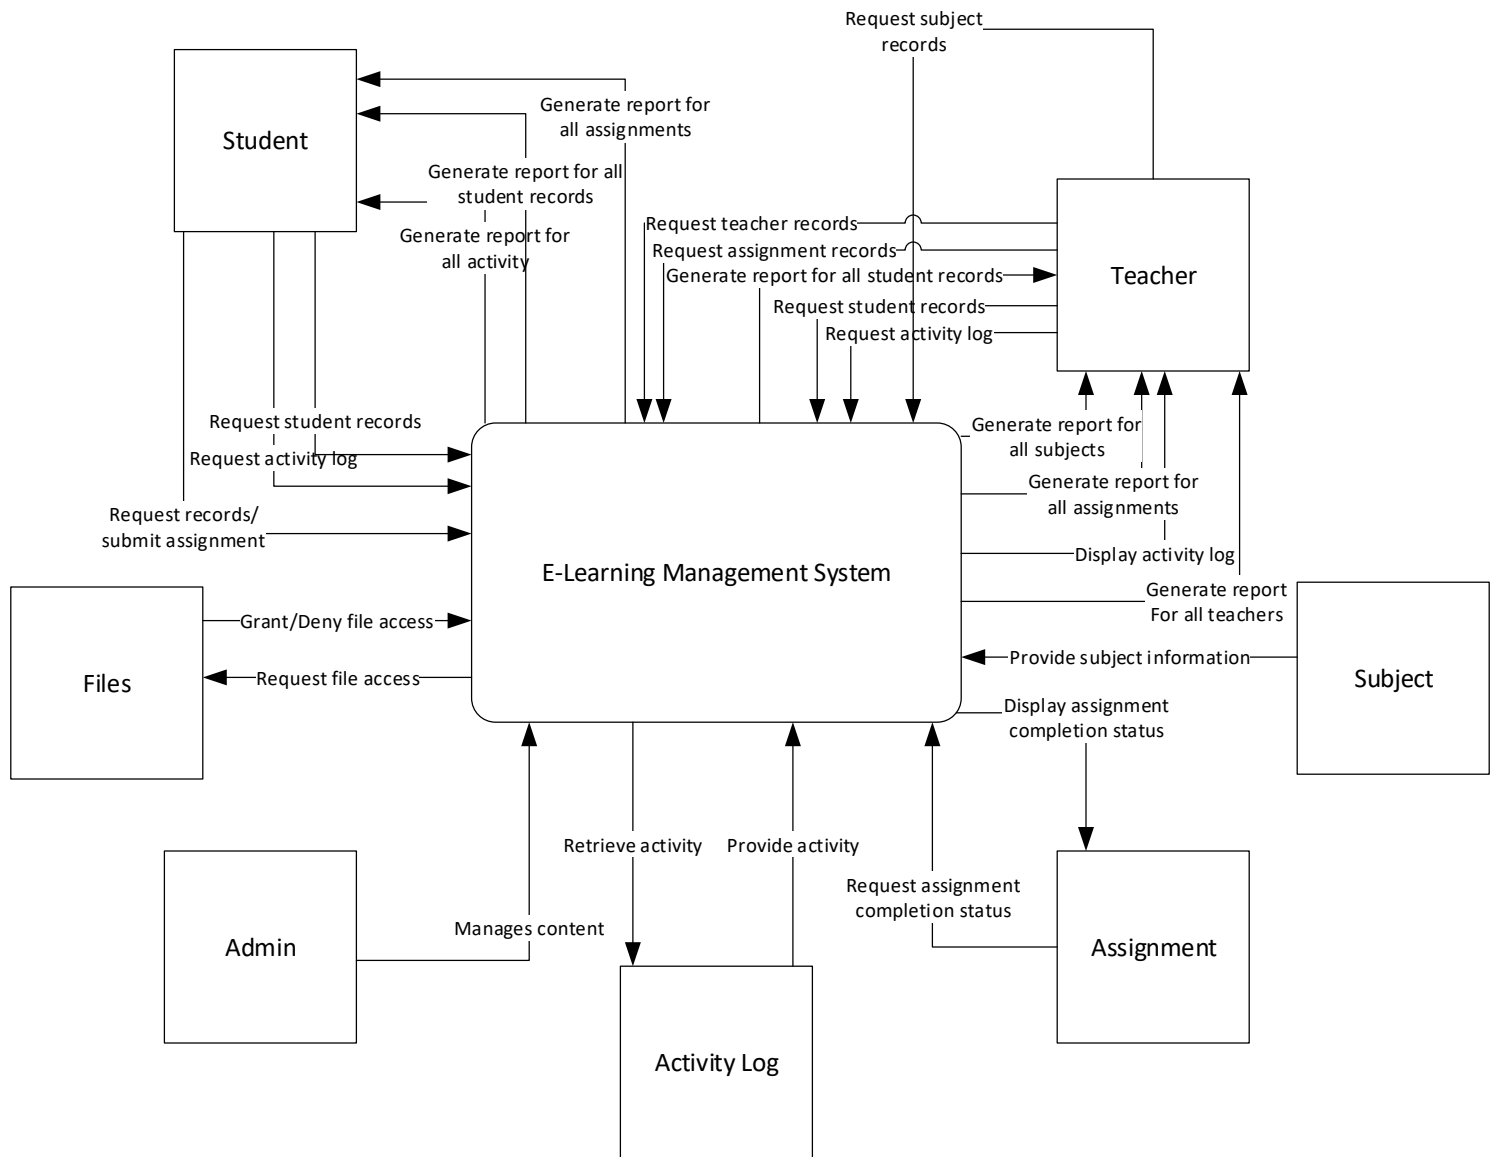 Request subject
records
Student
Generate report for
all assignments
Generate report for all
student records
Generate report for
all activity
Request teacher records
Request assignment records
Generate report for all student records
Request student records
Request activity log
Teacher
Request student records
Request activity log
Request records/
submit assignment
Generate report for
all subjects
Generate report for
all assignments
Display activity log
Generate report
For all teachers
E-Learning Management System
Files
Grant/Deny file access
Request file access
Provide subject information
Subject
Display assignment
completion status
Retrieve activity
Provide activity
Request assignment
completion status
Manages content
Admin
Assignment
Activity Log